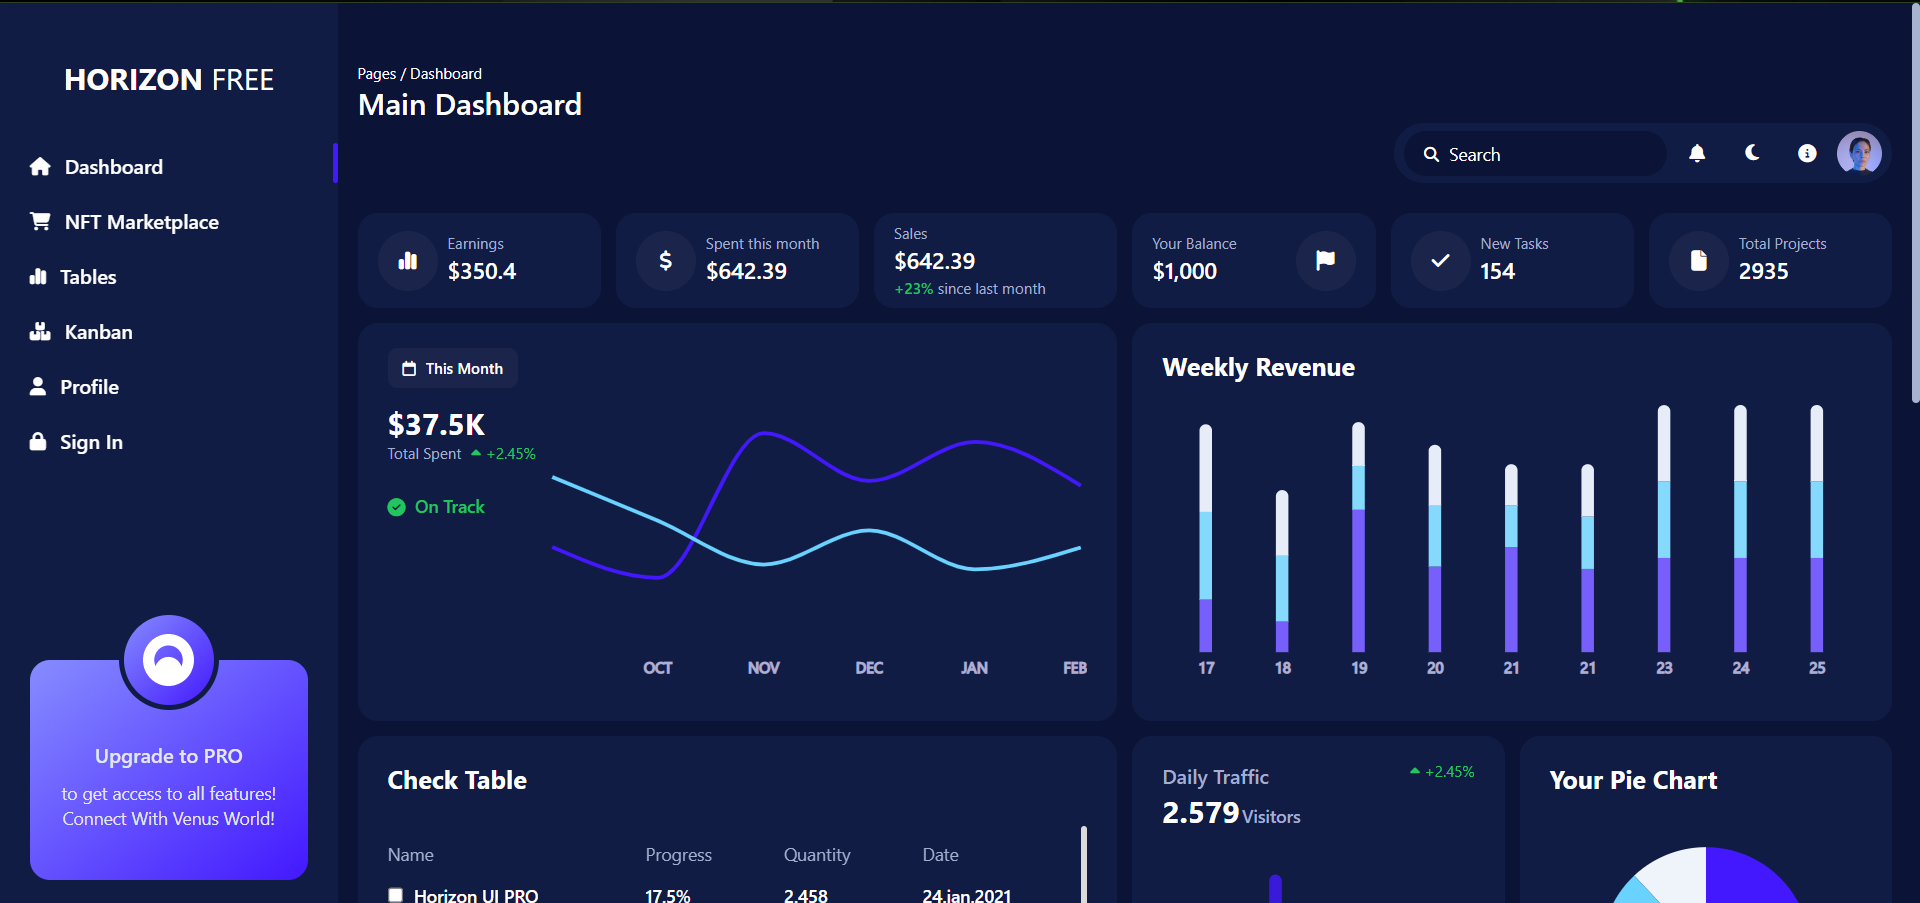 HORIZON FREE
Dashboard
NFT Marketplace
Tables
Kanban
Profile
Sign In
Upgrade to PRO
to get access to all features!
Connect With Venus World!
Pages / Dashboard
Main Dashboard
Search
Earnings
$350.4
Spent this month
$642.39
Sales
$642.39
+23% since last month
Your Balance
$1,000
New Tasks
154
Total Projects
2935
This Month
$37.5K
Total Spent +2.45%
On Track
OCT NOV DEC JAN FEB
Weekly Revenue
17 18 19 20 21 21 23 24 25
Check Table
Name Progress Quantity Date
Horizon UI PRO 17.5% 2.458 24.jan.2021
Daily Traffic +2.45%
2.579 Visitors
Your Pie Chart